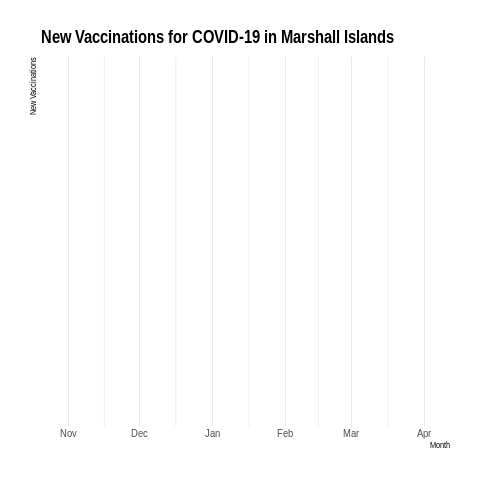 New Vaccinations for COVID-19 in Marshall Islands
New Vaccinations
Nov Dec Jan Feb Mar Apr
Month